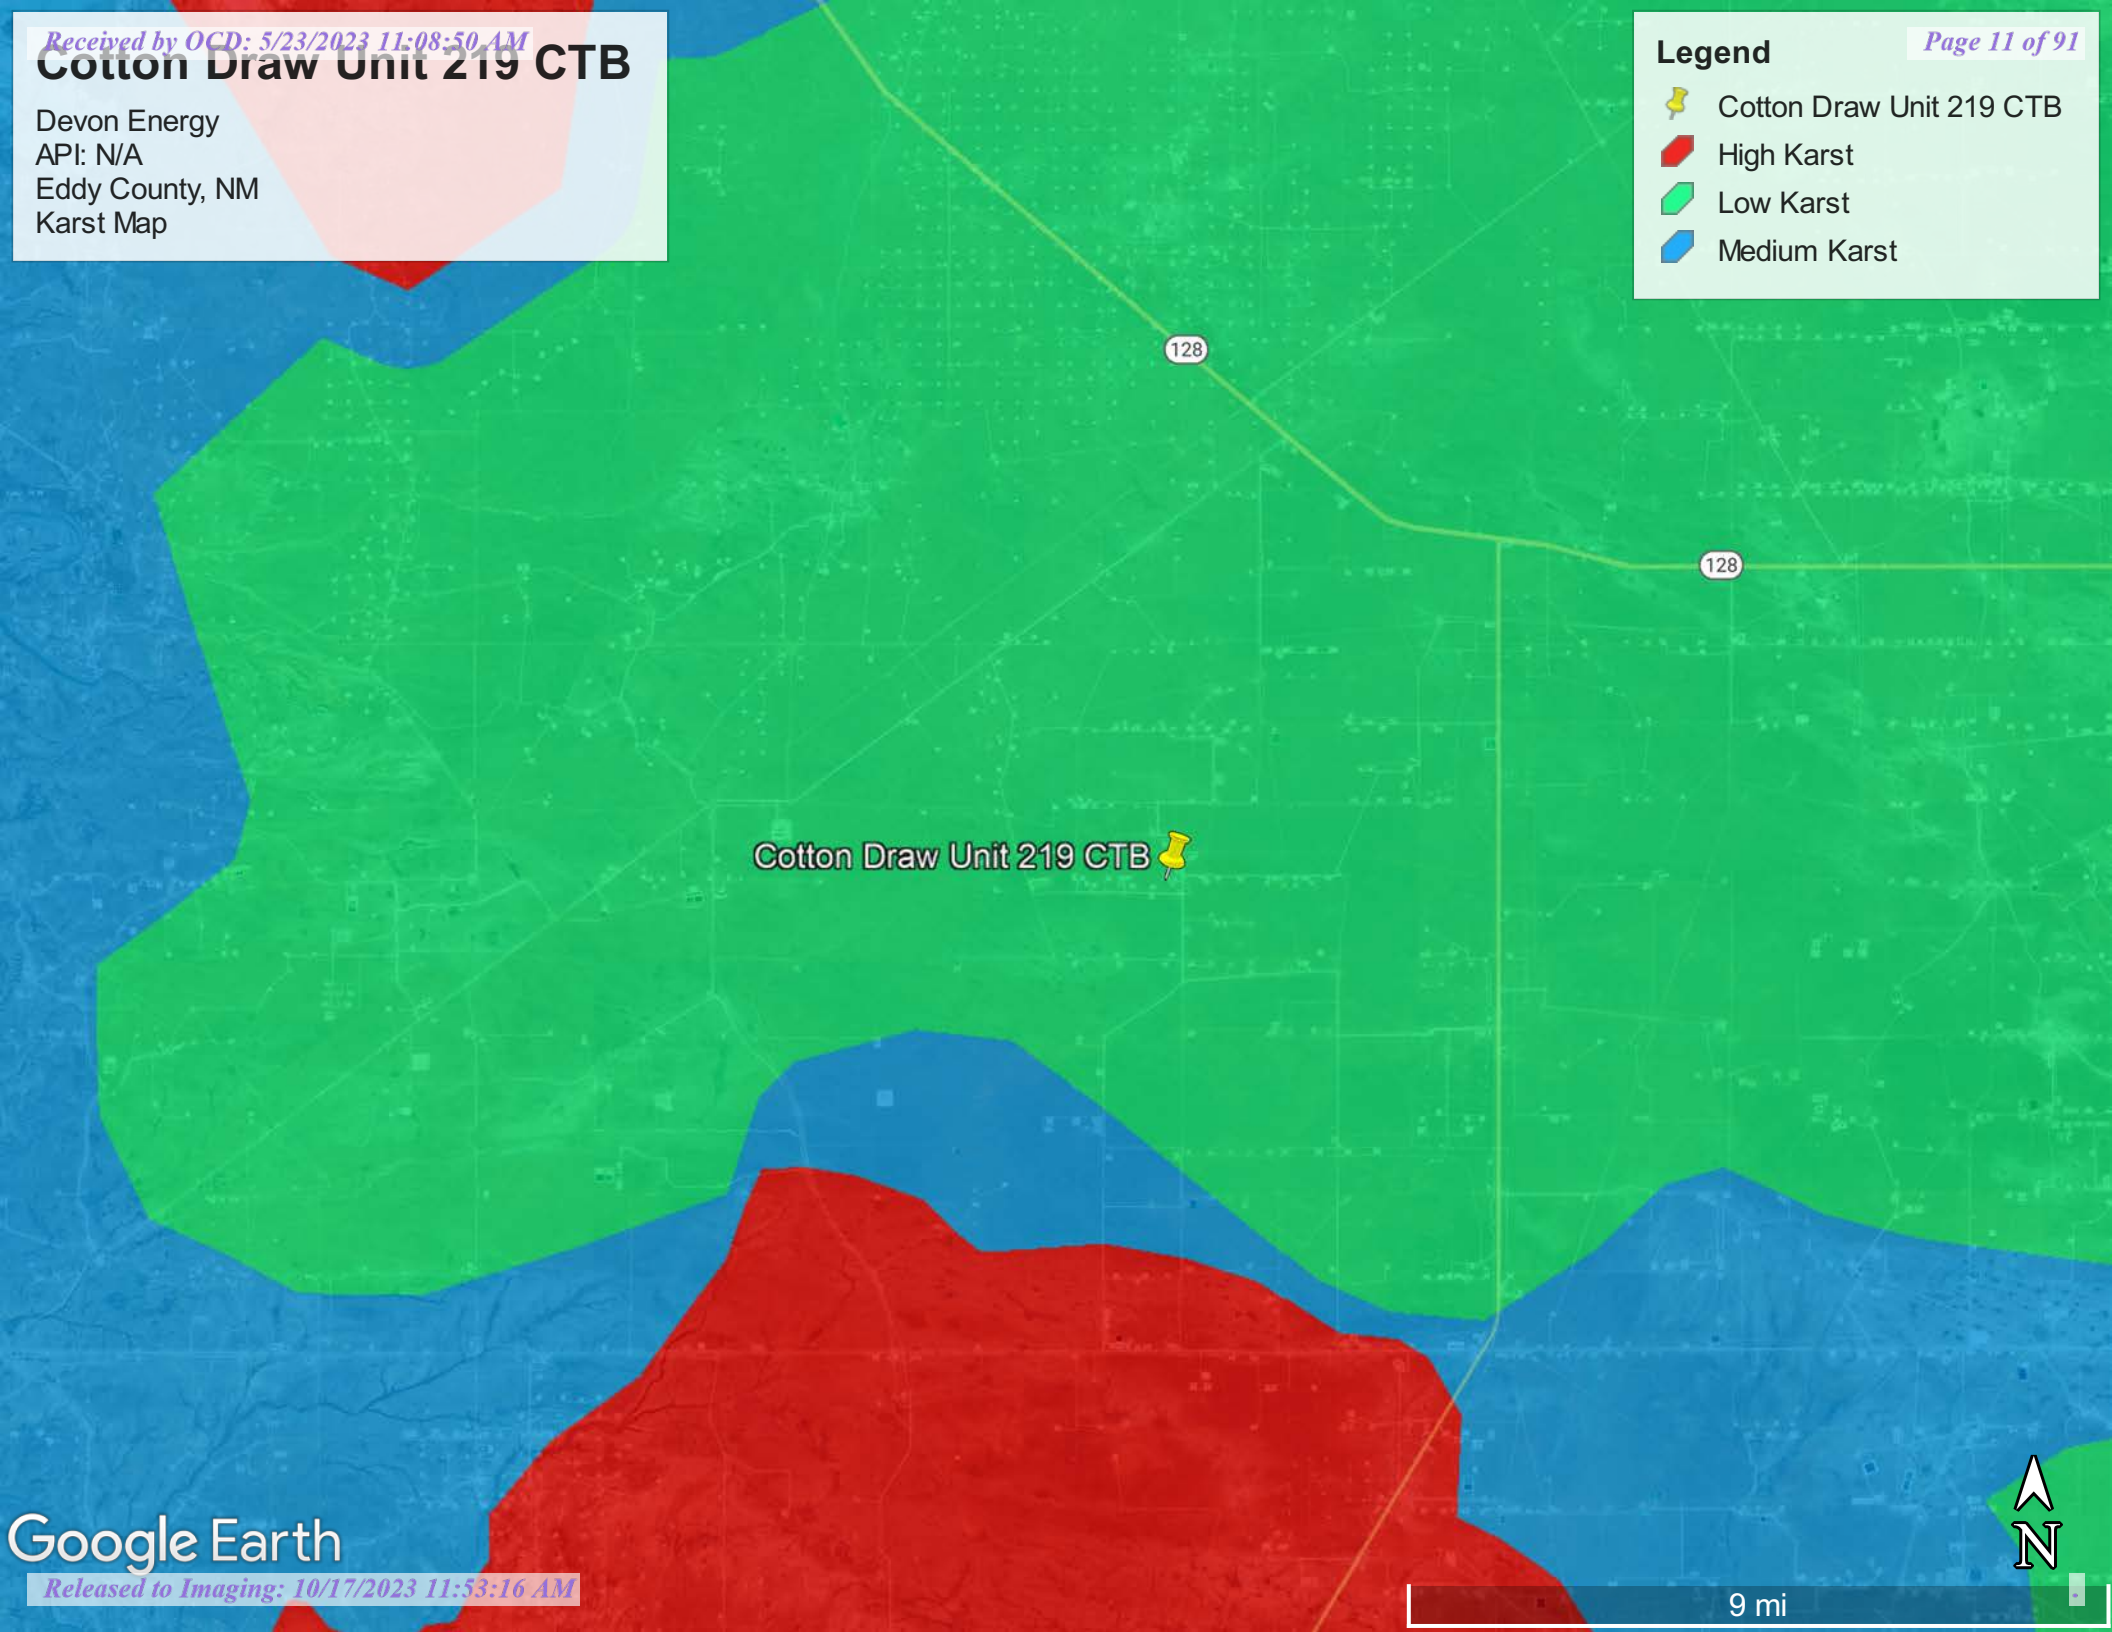 Received by OCD: 5/23/2023 11:08:50 AM
Cotton Draw Unit 219 CTB
Devon Energy
API: N/A
Eddy County, NM
Karst Map
Page 11 of 91
Legend
Cotton Draw Unit 219 CTB
High Karst
Low Karst
Medium Karst
128
128
Cotton Draw Unit 219 CTB
N
Google Earth
Released to Imaging: 10/17/2023 11:53:16 AM
9 mi